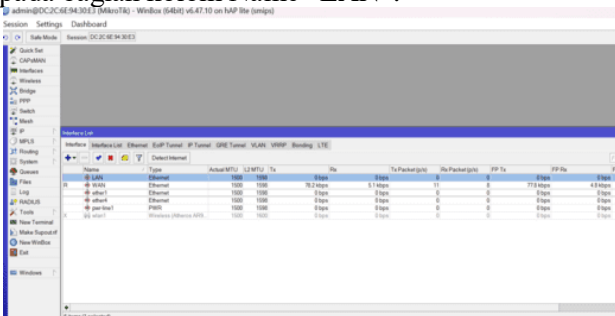 pada bagian kolom Name "LAN".
admin@DC:2C:6E:94:30:E3 (MikroTik) - WinBox (64bit) v6.47.10 on hAP lite (smips)
Session Settings Dashboard
Safe Mode Session: DC:2C:6E:94:30:E3
Quick Set
CAPsMAN
Interfaces
Wireless
Bridge
PPP
Switch
Mesh
IP
MPLS
Routing
System
Queues
Files
Log
RADIUS
Tools
New Terminal
Make Supout.rif
New WinBox
Exit
Windows
Interface List
Interface Interface List Ethernet EoIP Tunnel IP Tunnel GRE Tunnel VLAN VRRP Bonding LTE
Detect Internet
Name Type Actual MTU L2 MTU Tx Rx Tx Packet (p/s) Rx Packet (p/s) FP Tx FP Rx
LAN Ethernet 1500 1598 0 bps 0 bps 0 0 0 bps 0 bps
R WAN Ethernet 1500 1598 78.2 kbps 5.1 kbps 11 8 77.8 kbps 4.8 kbps
ether1 Ethernet 1500 1598 0 bps 0 bps 0 0 0 bps 0 bps
ether4 Ethernet 1500 1598 0 bps 0 bps 0 0 0 bps 0 bps
pwr-line1 PWR 1500 1598 0 bps 0 bps 0 0 0 bps 0 bps
X wlan1 Wireless (Atheros AR9... 1500 1600 0 bps 0 bps 0 0 0 bps 0 bps